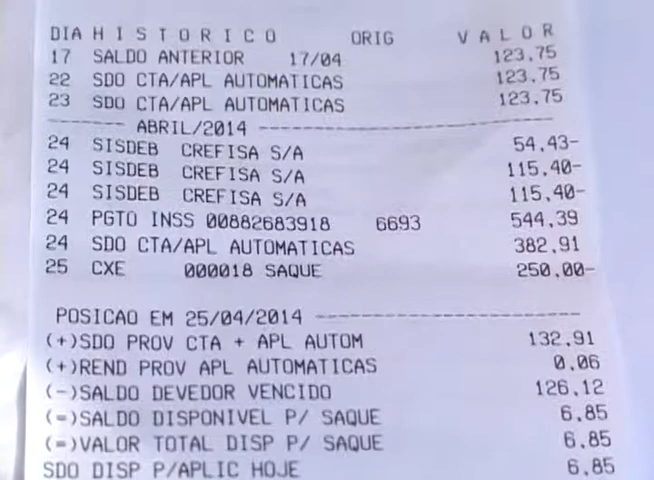 DIA H I S T O R I C O ORIG V A L O R
17 SALDO ANTERIOR 17/04 123,75
22 SDO CTA/APL AUTOMATICAS 123,75
23 SDO CTA/APL AUTOMATICAS 123,75
-------- ABRIL/2014 --------------------------------
24 SISDEB CREFISA S/A 54,43-
24 SISDEB CREFISA S/A 115,40-
24 SISDEB CREFISA S/A 115,40-
24 PGTO INSS 00882683918 6693 544,39
24 SDO CTA/APL AUTOMATICAS 382,91
25 CXE 000018 SAQUE 250,00-
POSICAO EM 25/04/2014 ---------------------------
(+)SDO PROV CTA + APL AUTOM 132,91
(+)REND PROV APL AUTOMATICAS 0,06
(-)SALDO DEVEDOR VENCIDO 126,12
(=)SALDO DISPONIVEL P/ SAQUE 6,85
(=)VALOR TOTAL DISP P/ SAQUE 6,85
SDO DISP P/APLIC HOJE 6,85